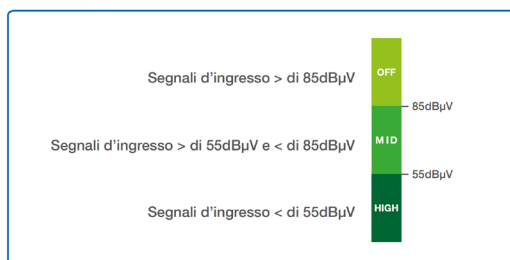 Segnali d'ingresso > di 85dBµV
OFF
85dBµV
Segnali d'ingresso > di 55dBµV e < di 85dBµV
MID
55dBµV
Segnali d'ingresso < di 55dBµV
HIGH